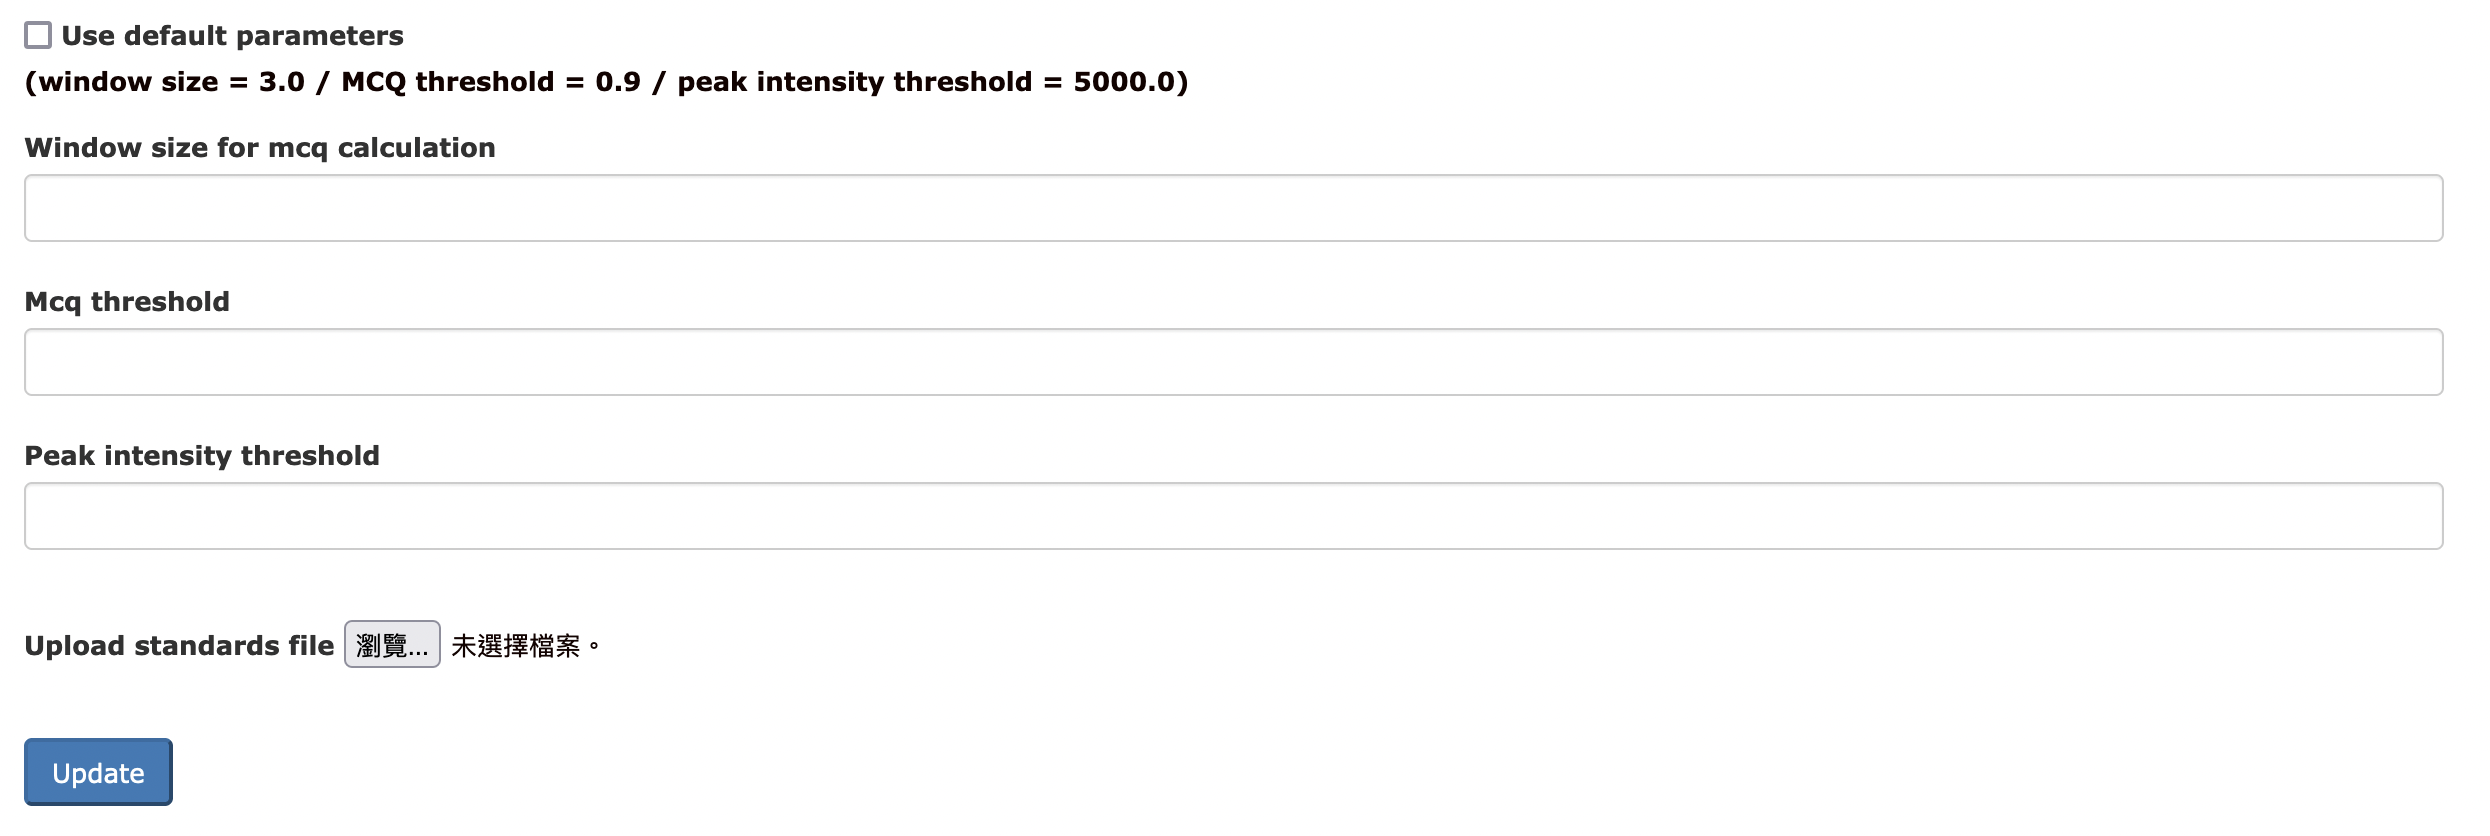 Use default parameters
(window size = 3.0 / MCQ threshold = 0.9 / peak intensity threshold = 5000.0)
Window size for mcq calculation
Mcq threshold
Peak intensity threshold
Upload standards file 瀏覽... 未選擇檔案。
Update